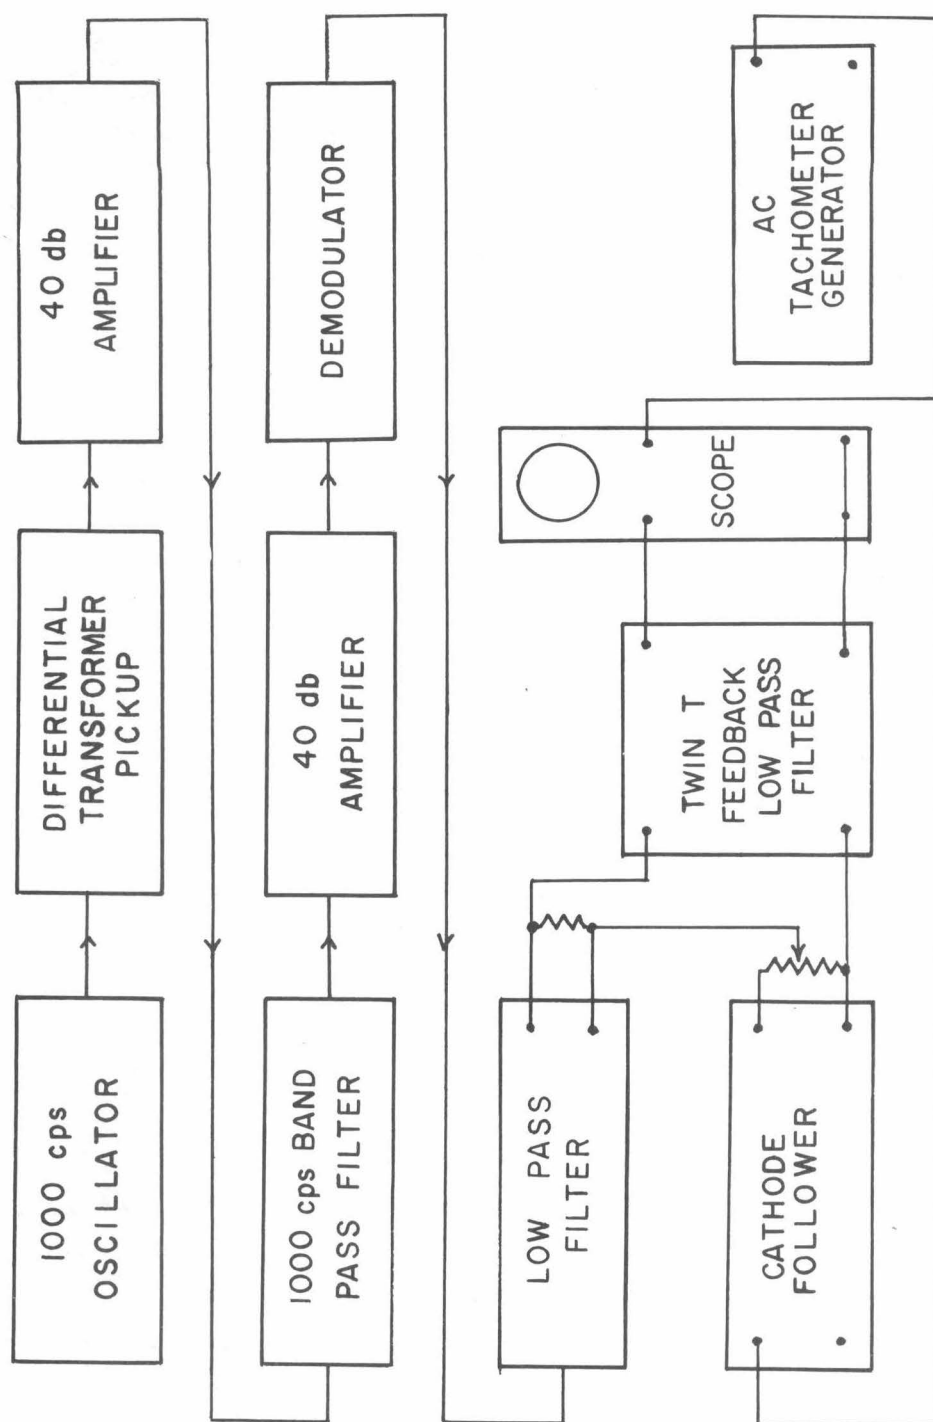 1000 cps
OSCILLATOR
DIFFERENTIAL
TRANSFORMER
PICKUP
40 db
AMPLIFIER
1000 cps BAND
PASS FILTER
40 db
AMPLIFIER
DEMODULATOR
LOW PASS
FILTER
TWIN T
FEEDBACK
LOW PASS
FILTER
SCOPE
CATHODE
FOLLOWER
AC
TACHOMETER
GENERATOR